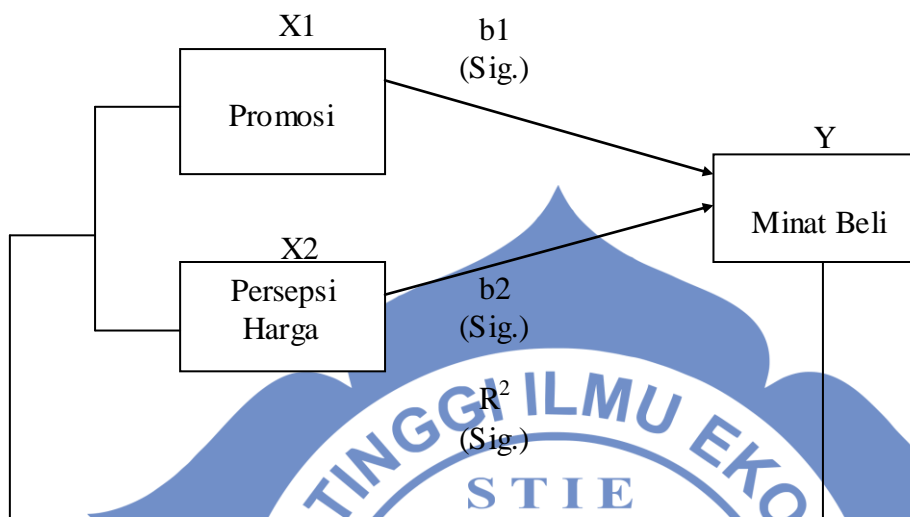 X1
b1
(Sig.)
Promosi
Y
Minat Beli
X2
Persepsi
Harga
b2
(Sig.)
R²
(Sig.)
TINGGI ILMU EKO
STIE